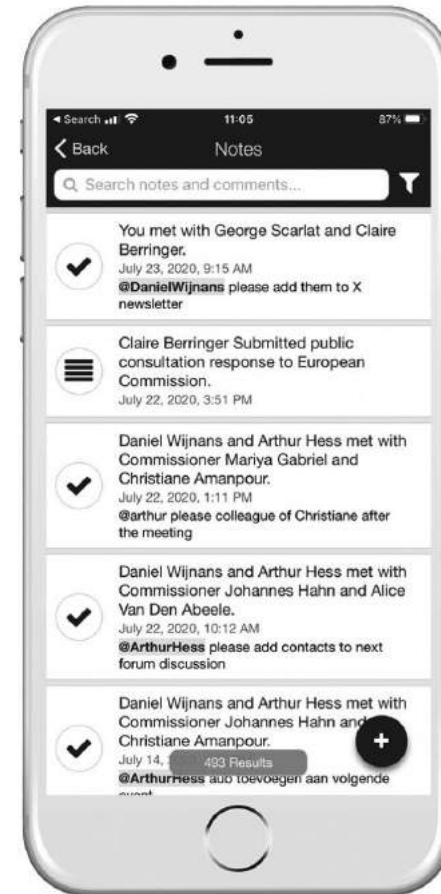 Search
11:05
87%
Back
Notes
Search notes and comments...
You met with George Scarlat and Claire
Berringer.
July 23, 2020, 9:15 AM
@DanielWijnans please add them to X
newsletter
Claire Berringer Submitted public
consultation response to European
Commission.
July 22, 2020, 3:51 PM
Daniel Wijnans and Arthur Hess met with
Commissioner Mariya Gabriel and
Christiane Amanpour.
July 22, 2020, 1:11 PM
@arthur please colleague of Christiane after
the meeting
Daniel Wijnans and Arthur Hess met with
Commissioner Johannes Hahn and Alice
Van Den Abeele.
July 22, 2020, 10:12 AM
@ArthurHess please add contacts to next
forum discussion
Daniel Wijnans and Arthur Hess met with
Commissioner Johannes Hahn and
Christiane Amanpour.
July 14,
493 Results
@ArthurHess aub toevoegen aan volgende